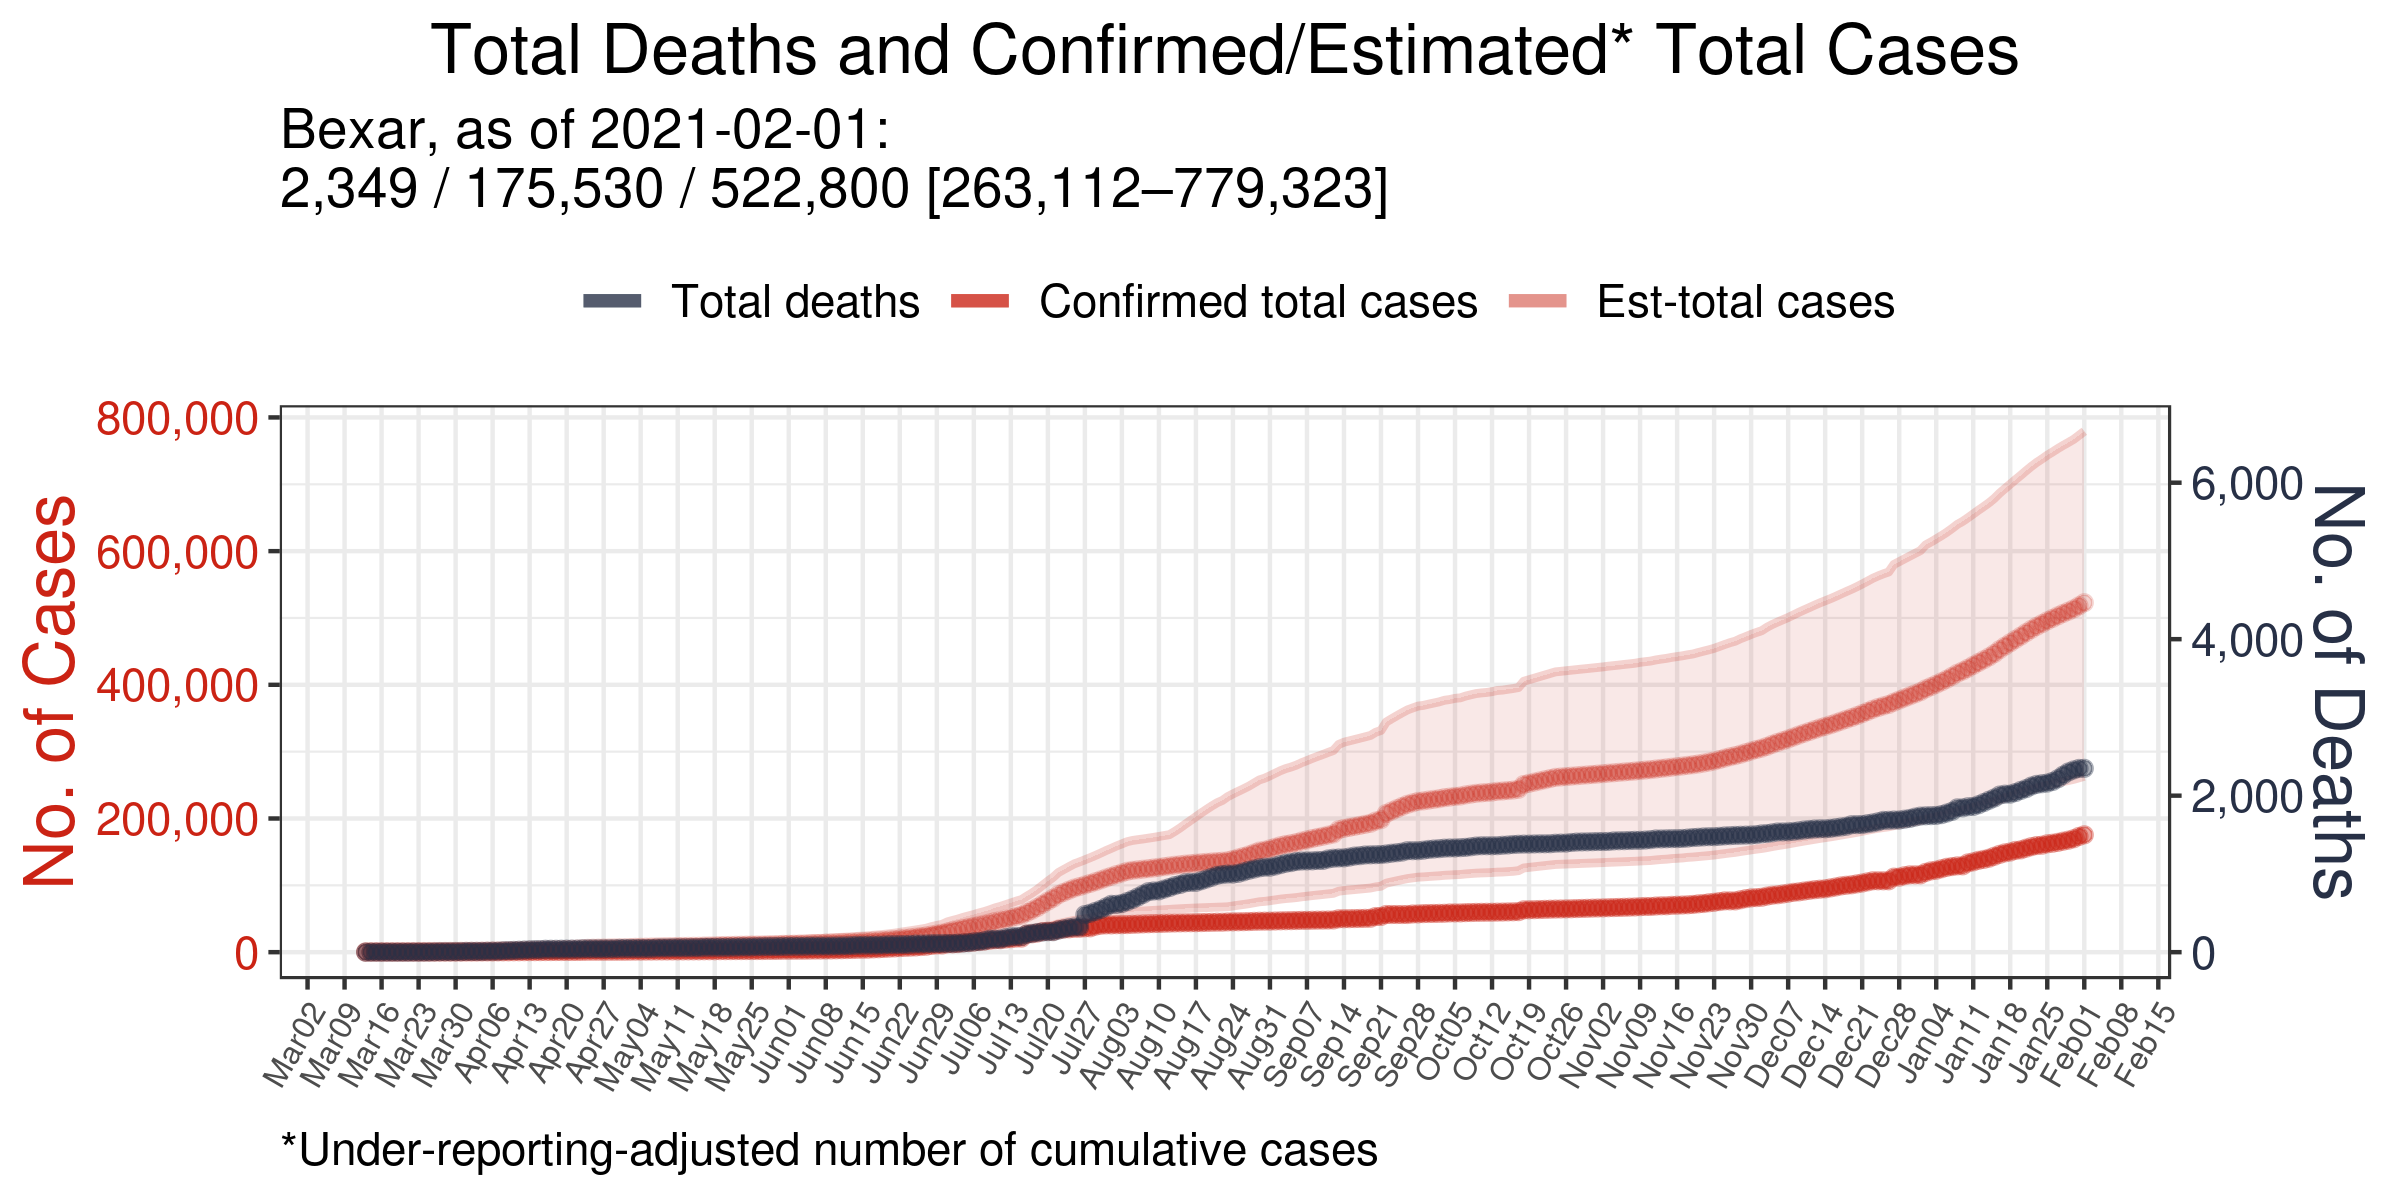 Total Deaths and Confirmed/Estimated* Total Cases
Bexar, as of 2021-02-01:
2,349 / 175,530 / 522,800 [263,112–779,323]
Total deaths
Confirmed total cases
Est-total cases
No. of Cases
800,000
600,000
400,000
200,000
0
6,000
4,000
2,000
0
No. of Deaths
Mar02
Mar09
Mar16
Mar23
Mar30
Apr06
Apr13
Apr20
Apr27
May04
May11
May18
May25
Jun01
Jun08
Jun15
Jun22
Jun29
Jul06
Jul13
Jul20
Jul27
Aug03
Aug10
Aug17
Aug24
Aug31
Sep07
Sep14
Sep21
Sep28
Oct05
Oct12
Oct19
Oct26
Nov02
Nov09
Nov16
Nov23
Nov30
Dec07
Dec14
Dec21
Dec28
Jan04
Jan11
Jan18
Jan25
Feb01
Feb08
Feb15
*Under-reporting-adjusted number of cumulative cases